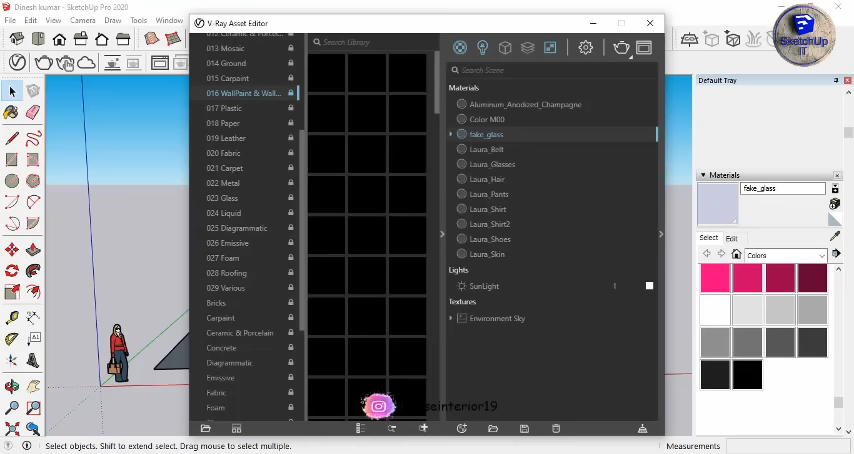 Dinesh kumar - SketchUp Pro 2020
File Edit View Camera Draw Tools Window
V-Ray Asset Editor
SketchUp
IT
013 Mosaic
014 Ground
015 Carpaint
016 WallPaint & Wall...
017 Plastic
018 Paper
019 Leather
020 Fabric
021 Carpet
022 Metal
023 Glass
024 Liquid
025 Diagrammatic
026 Emissive
027 Foam
028 Roofing
029 Various
Bricks
Carpaint
Ceramic & Porcelain
Concrete
Diagrammatic
Emissive
Fabric
Foam
Search Library
Search Scene
Materials
Aluminum_Anodized_Champagne
Color M00
fake_glass
Laura_Belt
Laura_Glasses
Laura_Hair
Laura_Pants
Laura_Shirt
Laura_Shirt2
Laura_Shoes
Laura_Skin
Lights
SunLight 1
Textures
Environment Sky
seinterior19
Default Tray
Materials
fake_glass
Select Edit
Colors
Select objects. Shift to extend select. Drag mouse to select multiple.
Measurements